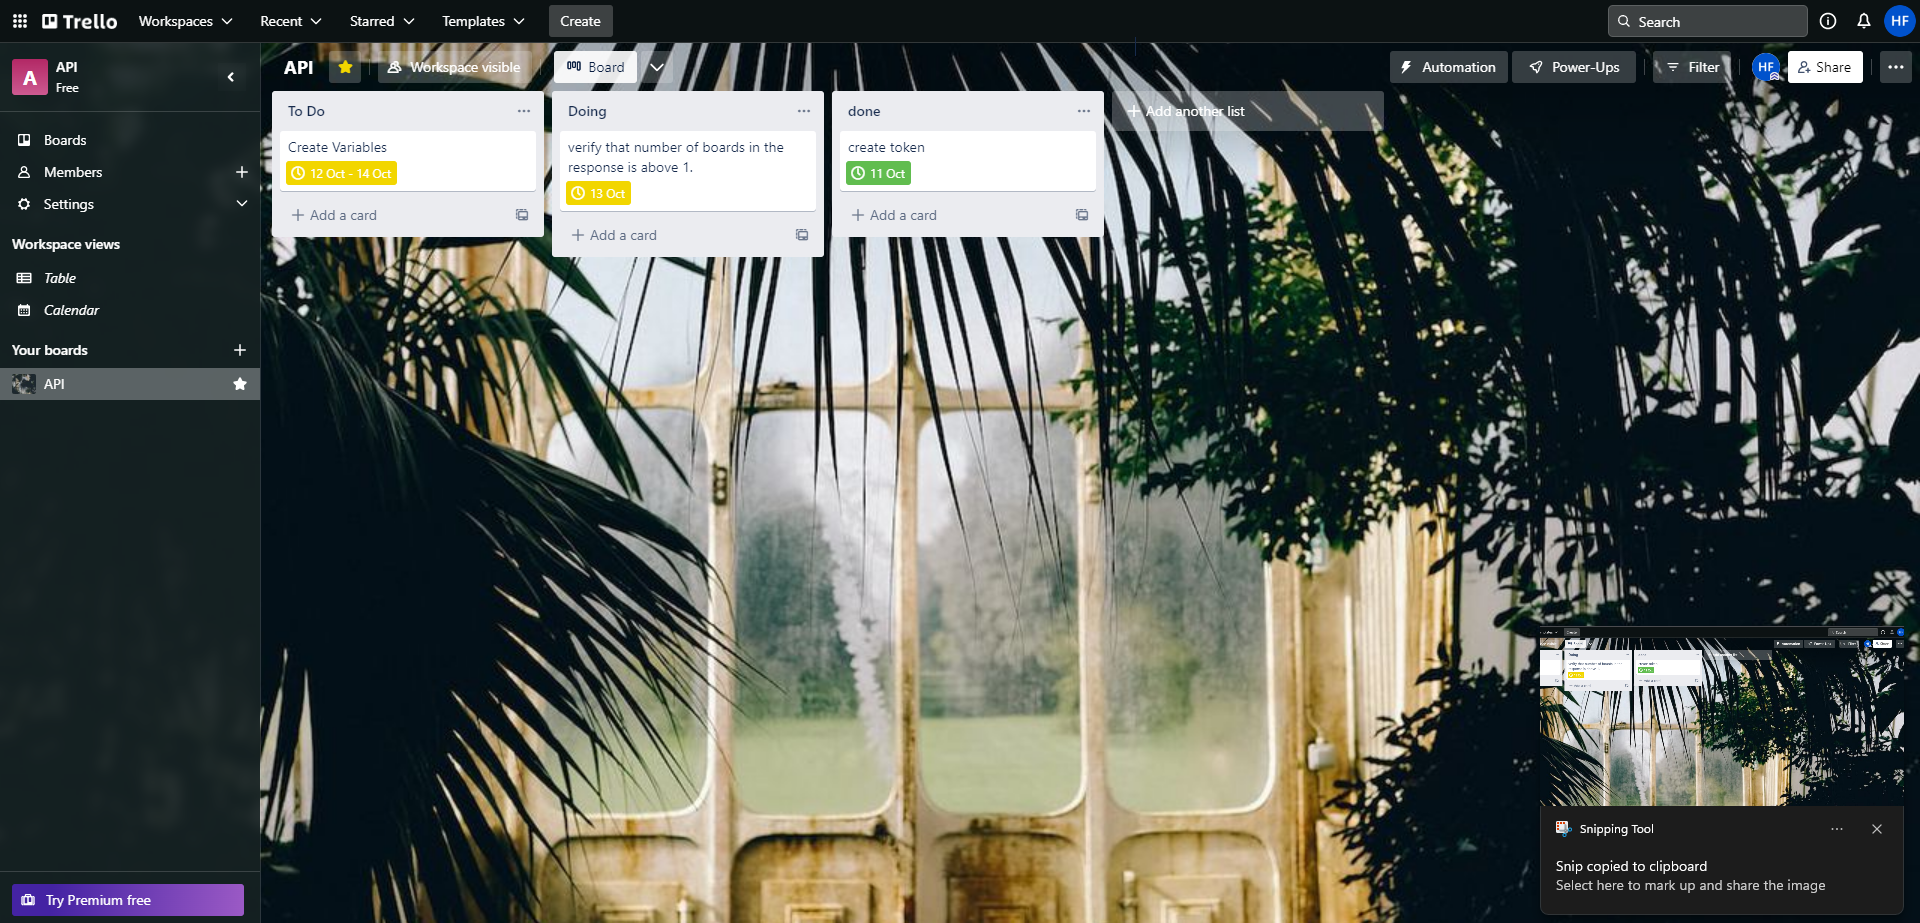 Trello
Workspaces
Recent
Starred
Templates
Create
Search
HF
A
API
Free
Boards
Members
Settings
Workspace views
Table
Calendar
Your boards
API
Try Premium free
API
Workspace visible
Board
Automation
Power-Ups
Filter
HF
Share
To Do
Create Variables
12 Oct - 14 Oct
Add a card
Doing
verify that number of boards in the
response is above 1.
13 Oct
Add a card
done
create token
11 Oct
Add a card
Add another list
Snipping Tool
Snip copied to clipboard
Select here to mark up and share the image